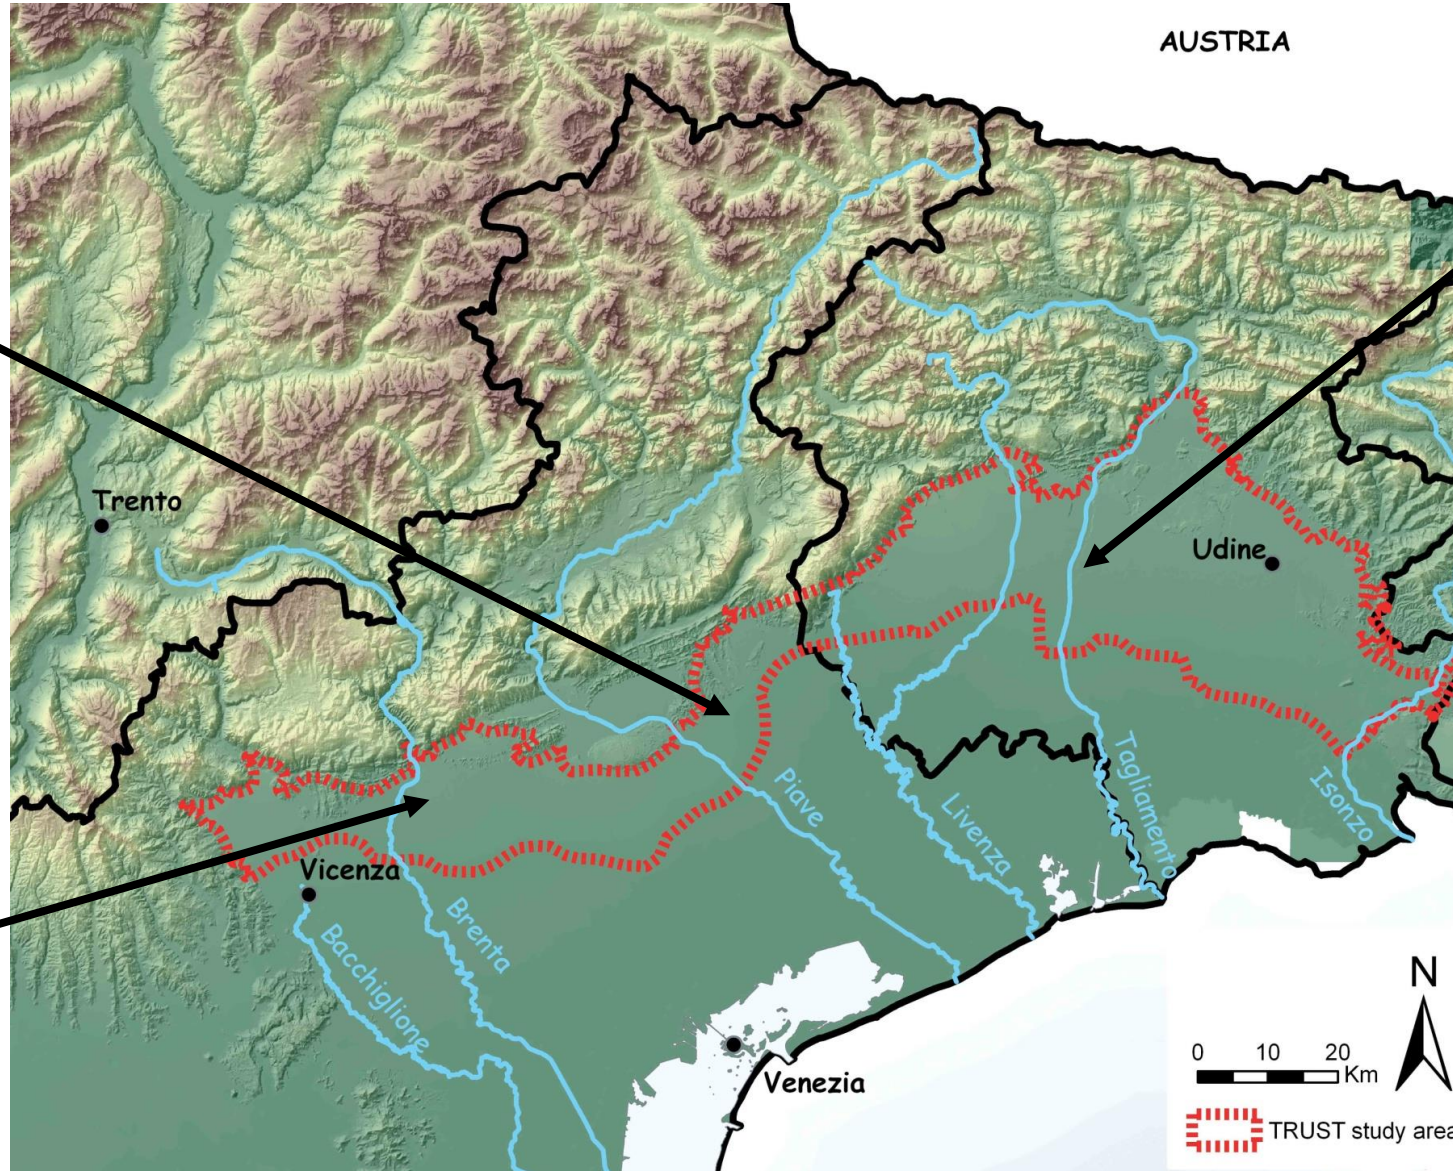 AUSTRIA
Trento
Udine
Piave
Livenza
Tagliamento
Isonzo
Vicenza
Brenta
Bacchiglione
Venezia
N
0 10 20
Km
TRUST study area